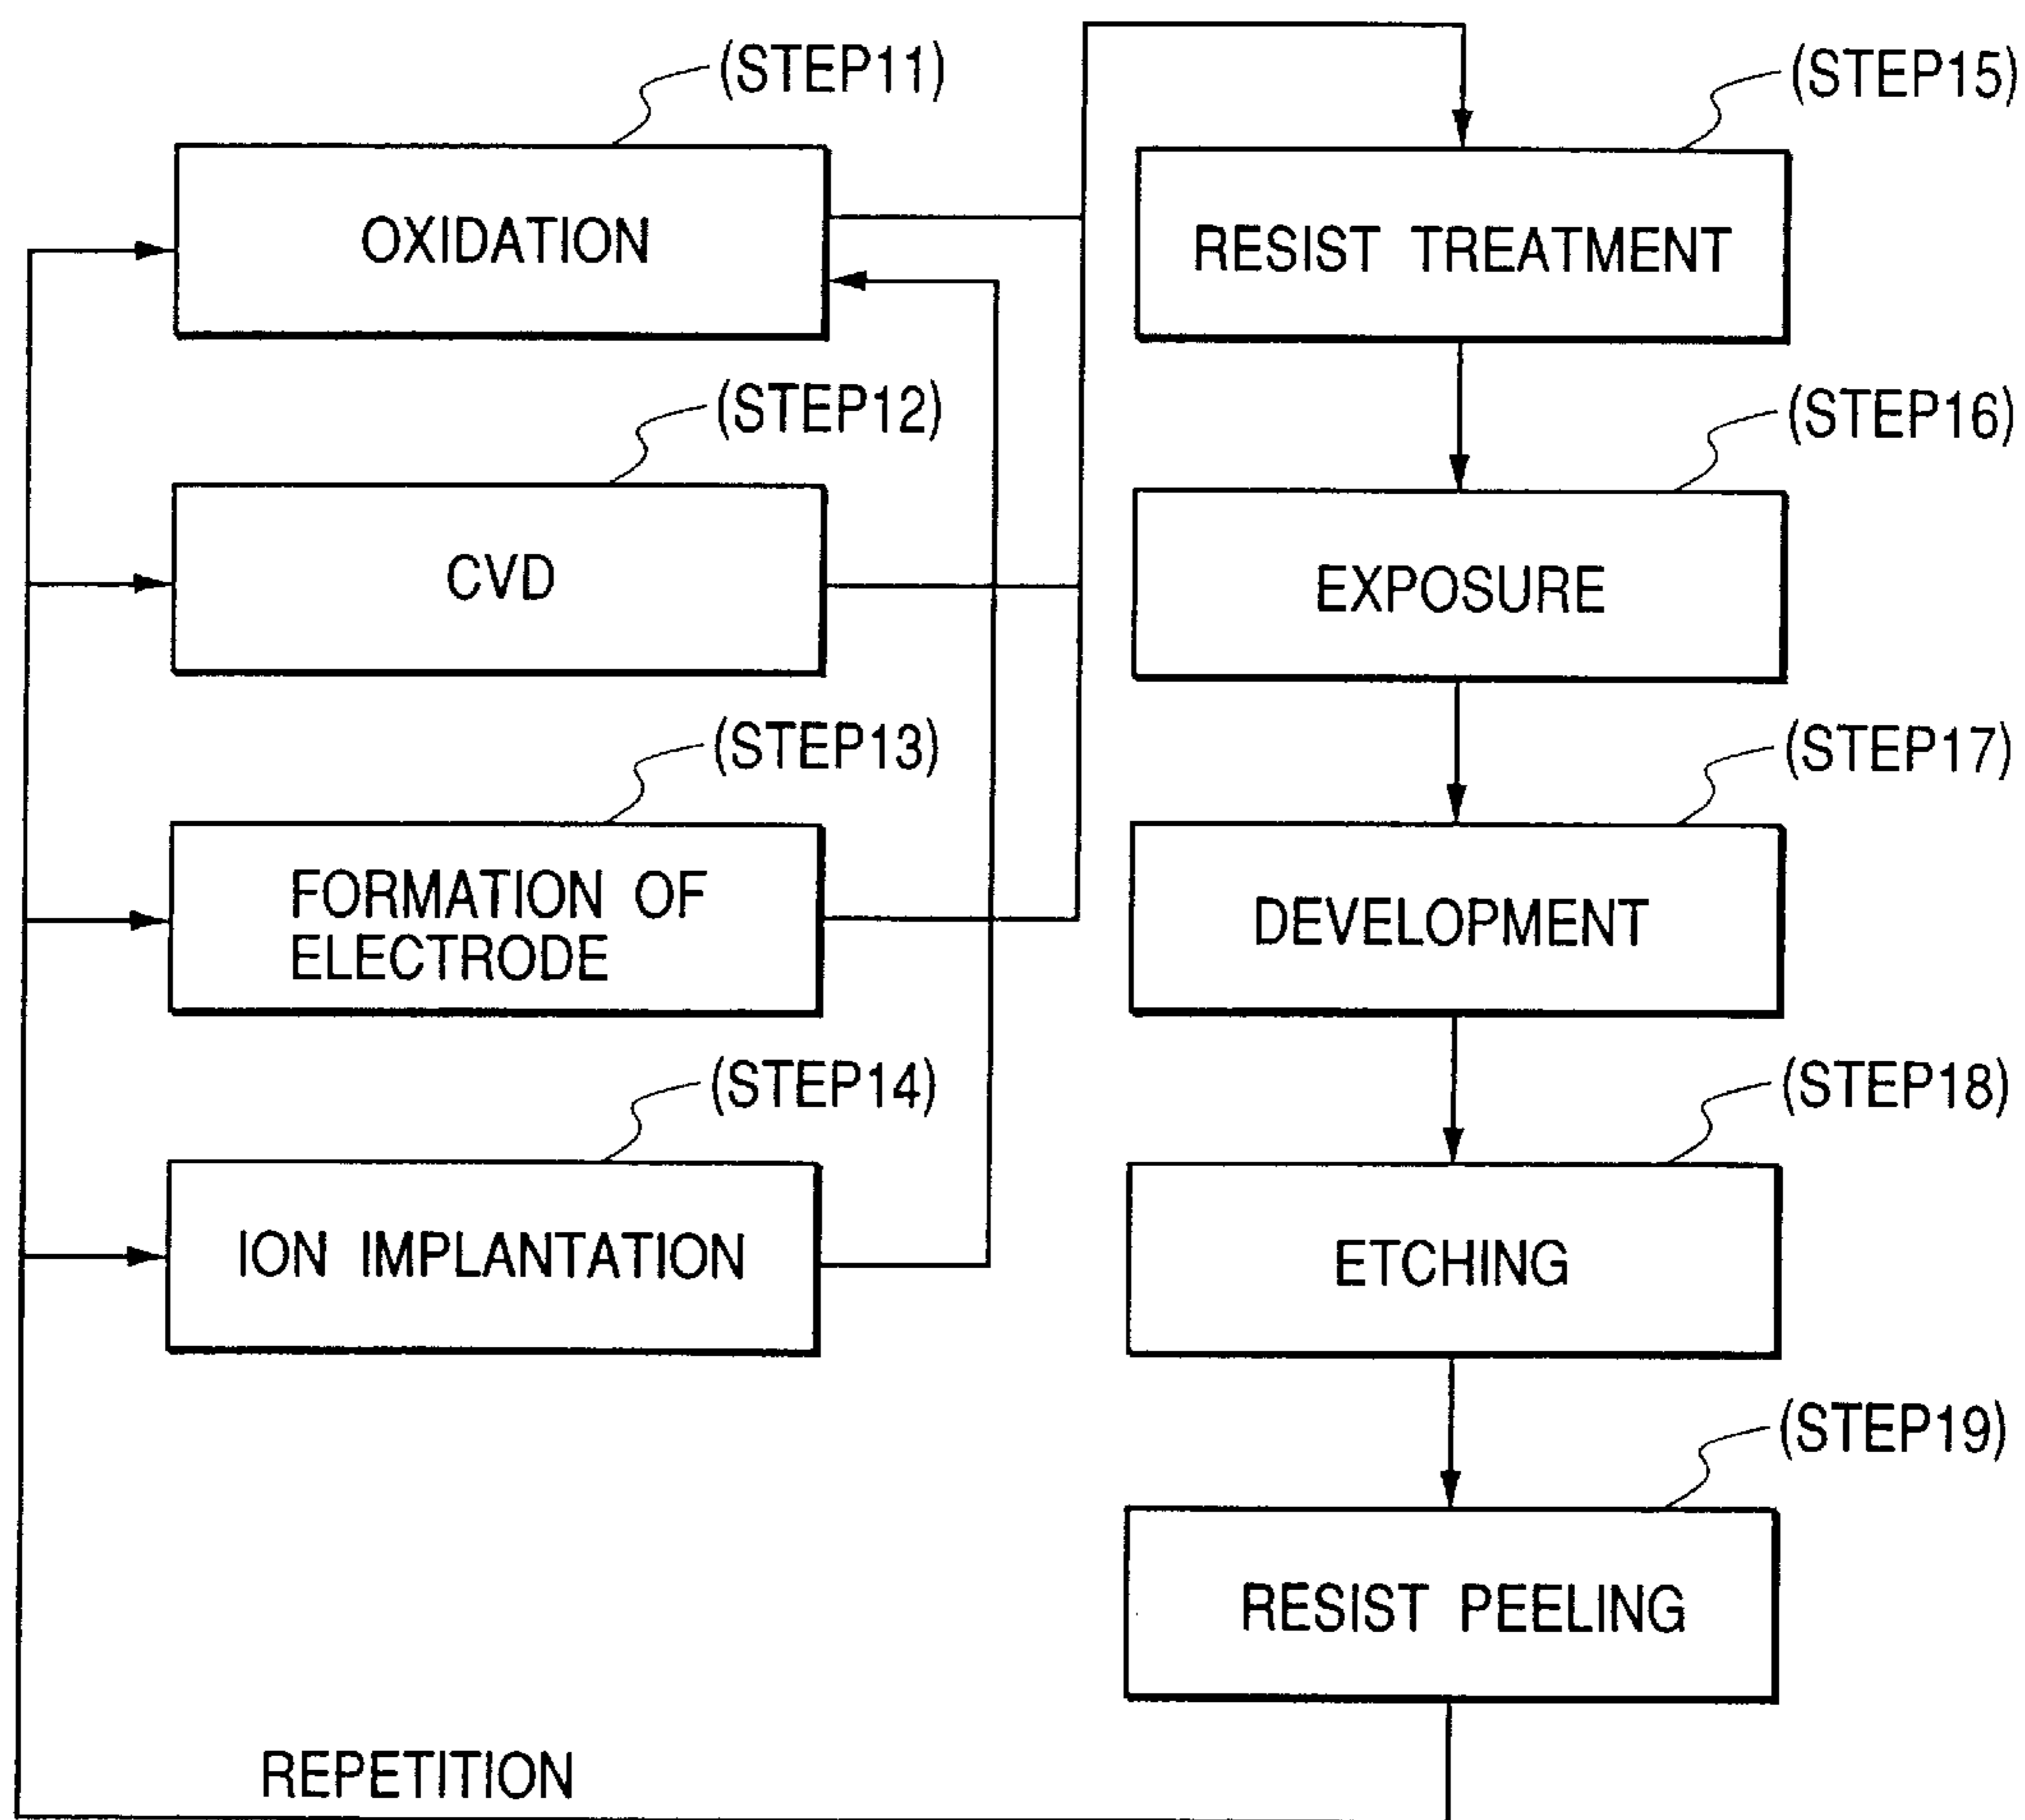 (STEP11)
OXIDATION
(STEP12)
CVD
(STEP13)
FORMATION OF
ELECTRODE
(STEP14)
ION IMPLANTATION
(STEP15)
RESIST TREATMENT
(STEP16)
EXPOSURE
(STEP17)
DEVELOPMENT
(STEP18)
ETCHING
(STEP19)
RESIST PEELING
REPETITION